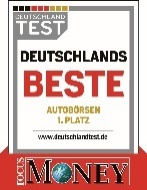 DEUTSCHLAND
TEST
DEUTSCHLANDS
BESTE
AUTOBÖRSEN
1. PLATZ
www.deutschlandtest.de
FOCUS
MONEY